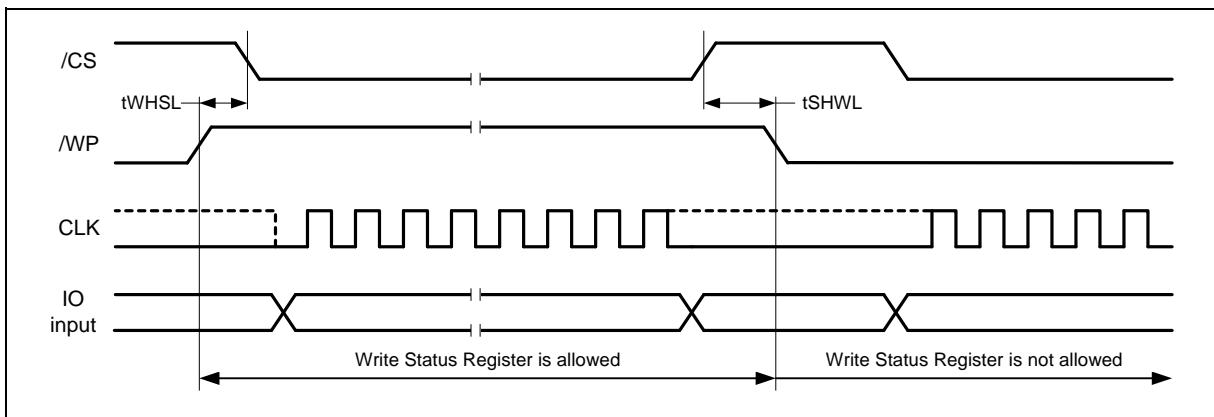 /CS
tWHSL
tSHWL
/WP
CLK
IO
input
Write Status Register is allowed
Write Status Register is not allowed